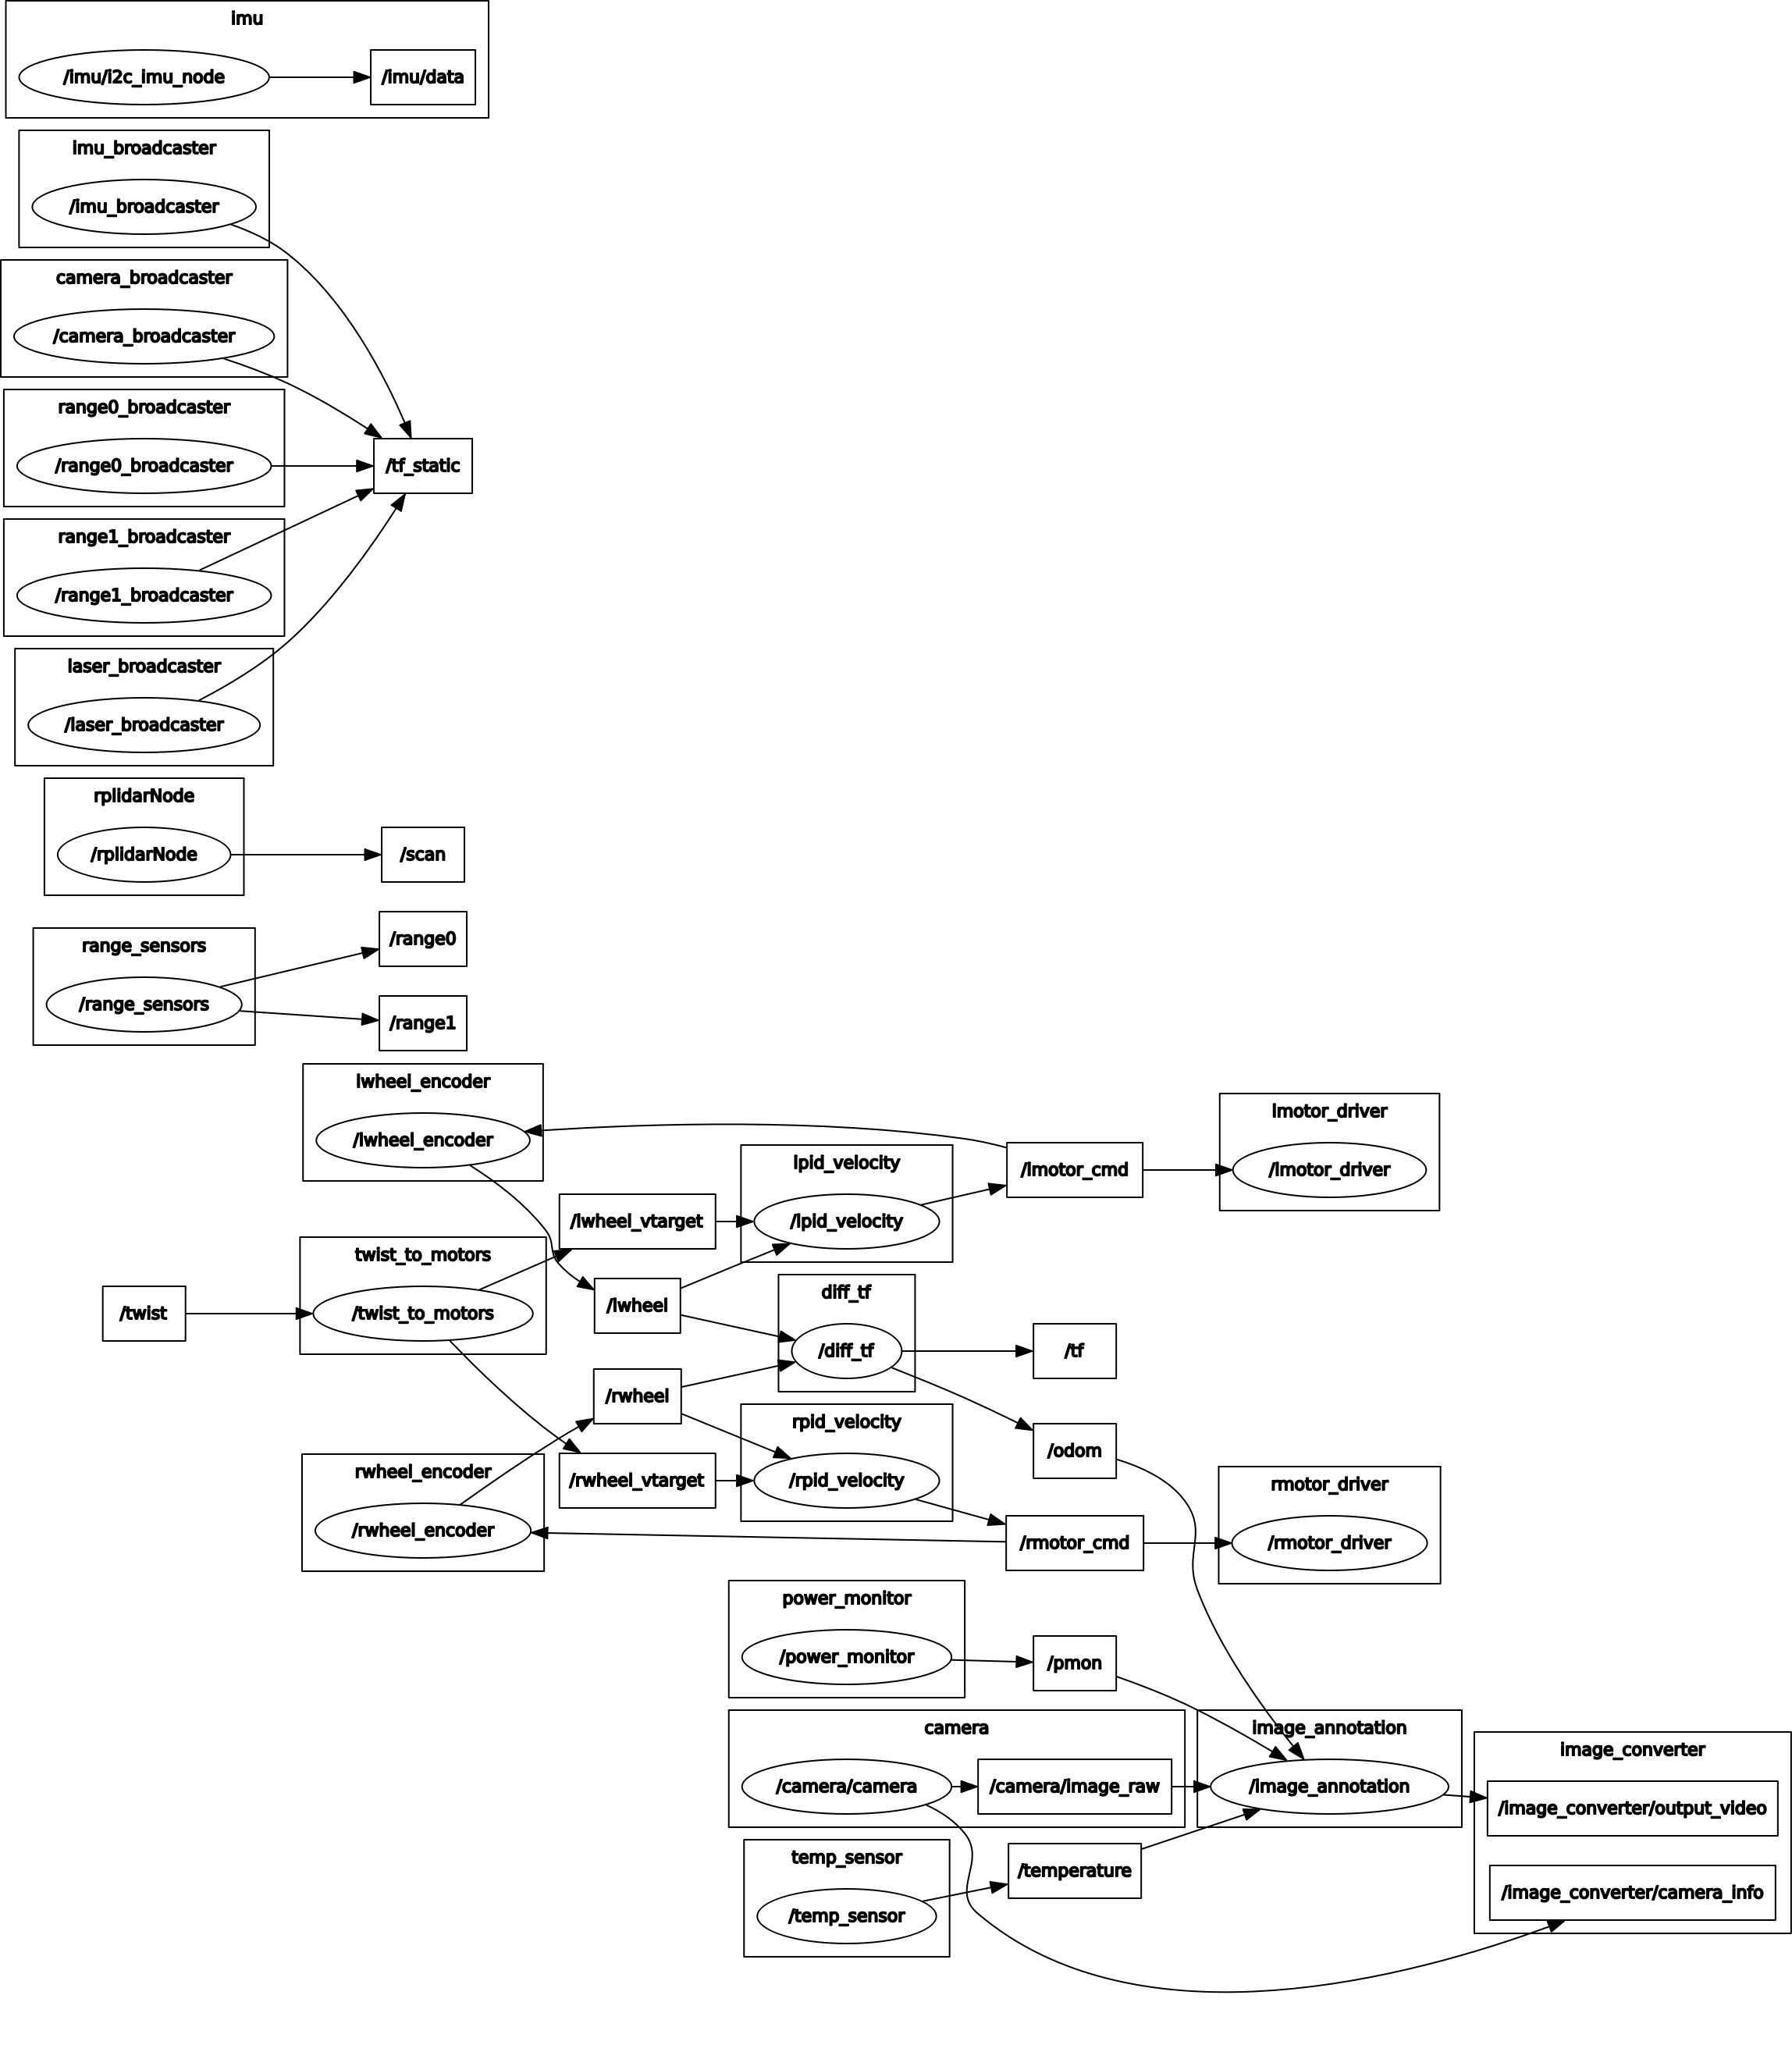 imu
/imu/i2c_imu_node
/imu/data
imu_broadcaster
/imu_broadcaster
camera_broadcaster
/camera_broadcaster
range0_broadcaster
/range0_broadcaster
/tf_static
range1_broadcaster
/range1_broadcaster
laser_broadcaster
/laser_broadcaster
rplidarNode
/rplidarNode
/scan
range_sensors
/range_sensors
/range0
/range1
lwheel_encoder
/lwheel_encoder
twist_to_motors
/twist
/twist_to_motors
rwheel_encoder
/rwheel_encoder
/lwheel_vtarget
/lwheel
/rwheel
/rwheel_vtarget
lpid_velocity
/lpid_velocity
diff_tf
/diff_tf
rpid_velocity
/rpid_velocity
/lmotor_cmd
/tf
/odom
/rmotor_cmd
lmotor_driver
/lmotor_driver
rmotor_driver
/rmotor_driver
power_monitor
/power_monitor
/pmon
camera
/camera/camera
/camera/image_raw
image_annotation
/image_annotation
temp_sensor
/temp_sensor
/temperature
image_converter
/image_converter/output_video
/image_converter/camera_info